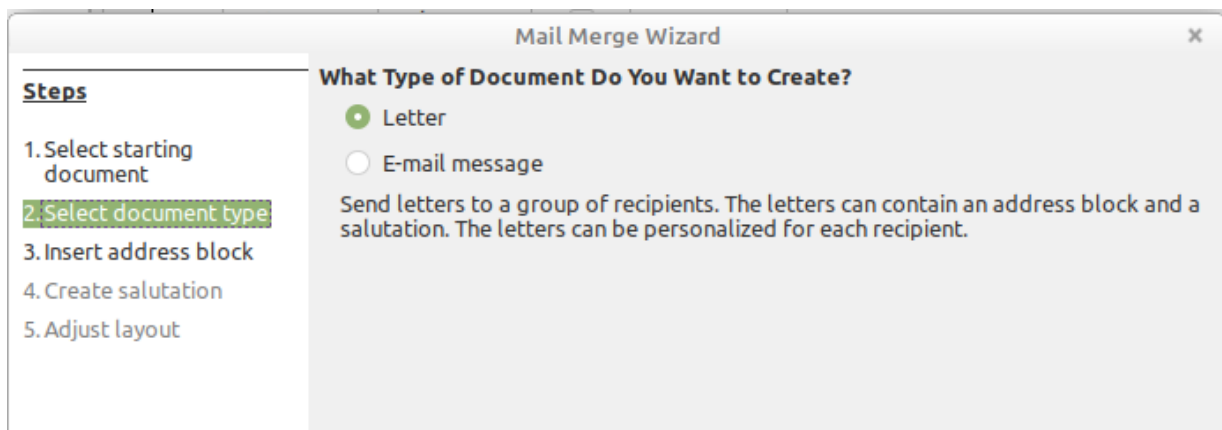 Mail Merge Wizard
Steps
1. Select starting
document
2. Select document type
3. Insert address block
4. Create salutation
5. Adjust layout
What Type of Document Do You Want to Create?
Letter
E-mail message
Send letters to a group of recipients. The letters can contain an address block and a
salutation. The letters can be personalized for each recipient.